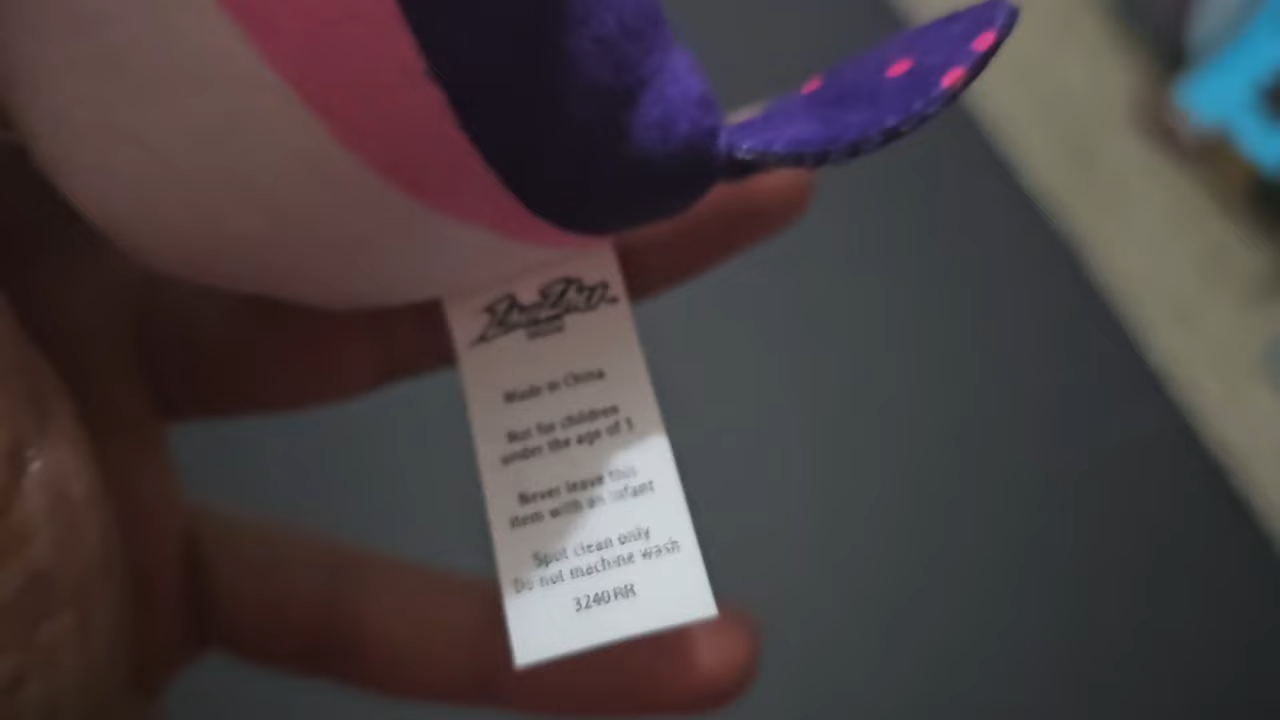 Made in China
Not for children
under the age of 3
Never leave this
item with an infant
Spot clean only
Do not machine wash
3240RR